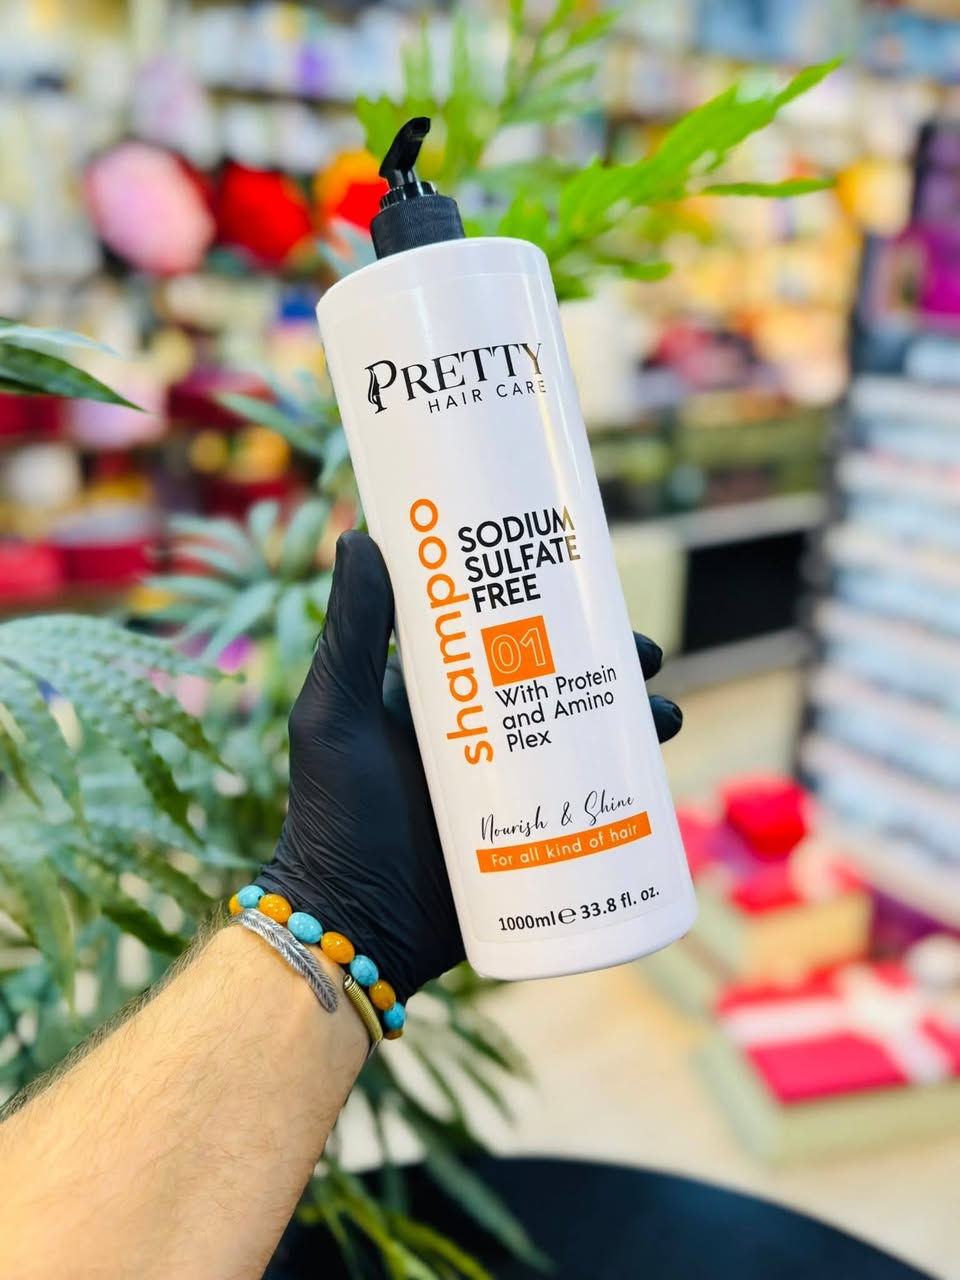 PRETTY
HAIR CARE
shampoo
SODIUM
SULFATE
FREE
01
With Protein
and Amino
Plex
Nourish & Shine
For all kind of hair
1000ml e 33.8 fl. oz.